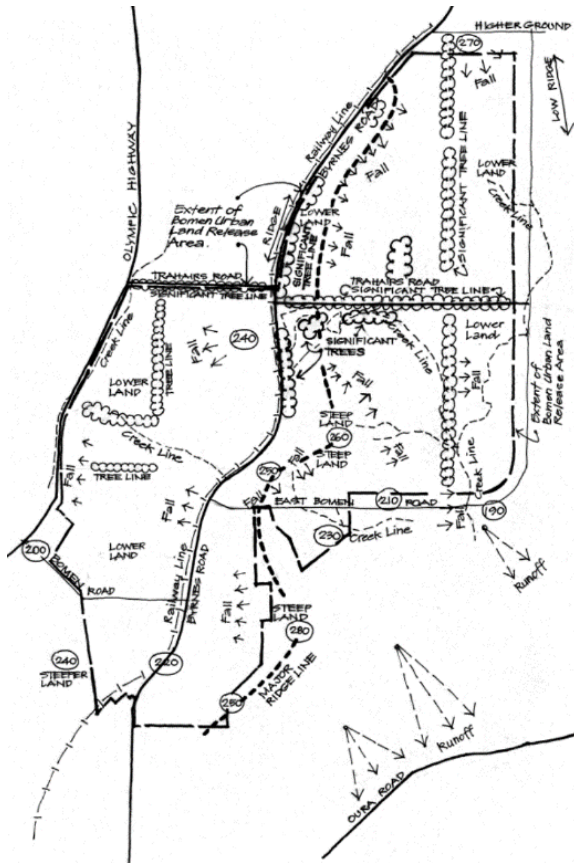 HIGHER GROUND
270
Fall
LOW RIDGE
OLYMPIC HIGHWAY
Railway Line
BYRNES ROAD
Fall
LOWER
LAND
Creek Line
SIGNIFICANT TREE LINE
Extent of
Bomen Urban
Land Release
Area.
RIDGE
LOWER
LAND
SIGNIFICANT
TREE LINE
Fall
TRAHAIRS ROAD
SIGNIFICANT TREE LINE
TRAHAIRS ROAD
SIGNIFICANT TREE LINE
Creek Line
Fall
240
LOWER
LAND
TREE LINE
SIGNIFICANT
TREES
Creek Line
Lower
Land
Fall
Extent of
Bomen Urban
Land Release
Area
Fall
STEEP
LAND
260
STEEP
LAND
Fall
Creek Line
TREE LINE
Fall
250
Fall
EAST BOMEN
210
ROAD
Creek Line
190
Fall
Fall
230
Creek Line
Runoff
LOWER
LAND
200
BOMEN
ROAD
Railway Line
BYRNES ROAD
Fall
STEEP
LAND
280
240
STEEPER
LAND
220
MAJOR
RIDGE LINE
250
Runoff
OURA ROAD